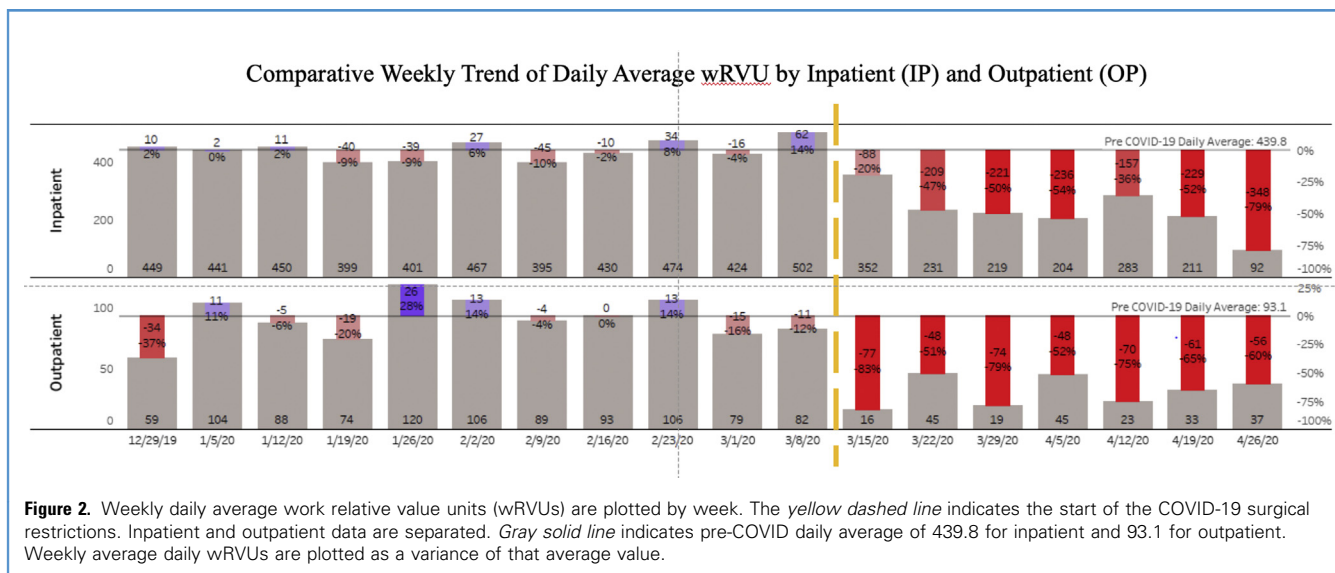 Comparative Weekly Trend of Daily Average wRVU by Inpatient (IP) and Outpatient (OP)
Inpatient
400
200
0
10 2 11 -40 -39 27 -45 -10 34 -16 62 -88 -209 -221 -236 -157 -229 -348
2% 0% 2% -9% -9% 6% -10% -2% 8% -4% 14% -20% -47% -50% -54% -36% -52% -79%
449 441 450 399 401 467 395 430 474 424 502 352 231 219 204 283 211 92
Pre COVID-19 Daily Average: 439.8
0%
-25%
-50%
-75%
-100%
Outpatient
100
50
0
-34 11 -5 -19 26 13 -4 0 13 -15 -11 -77 -48 -74 -48 -70 -61 -56
-37% 11% -6% -20% 28% 14% -4% 0% 14% -16% -12% -83% -51% -79% -52% -75% -65% -60%
59 104 88 74 120 106 89 93 106 79 82 16 45 19 45 23 33 37
Pre COVID-19 Daily Average: 93.1
25%
0%
-25%
-50%
-75%
-100%
12/29/19 1/5/20 1/12/20 1/19/20 1/26/20 2/2/20 2/9/20 2/16/20 2/23/20 3/1/20 3/8/20 3/15/20 3/22/20 3/29/20 4/5/20 4/12/20 4/19/20 4/26/20
Figure 2. Weekly daily average work relative value units (wRVUs) are plotted by week. The yellow dashed line indicates the start of the COVID-19 surgical
restrictions. Inpatient and outpatient data are separated. Gray solid line indicates pre-COVID daily average of 439.8 for inpatient and 93.1 for outpatient.
Weekly average daily wRVUs are plotted as a variance of that average value.